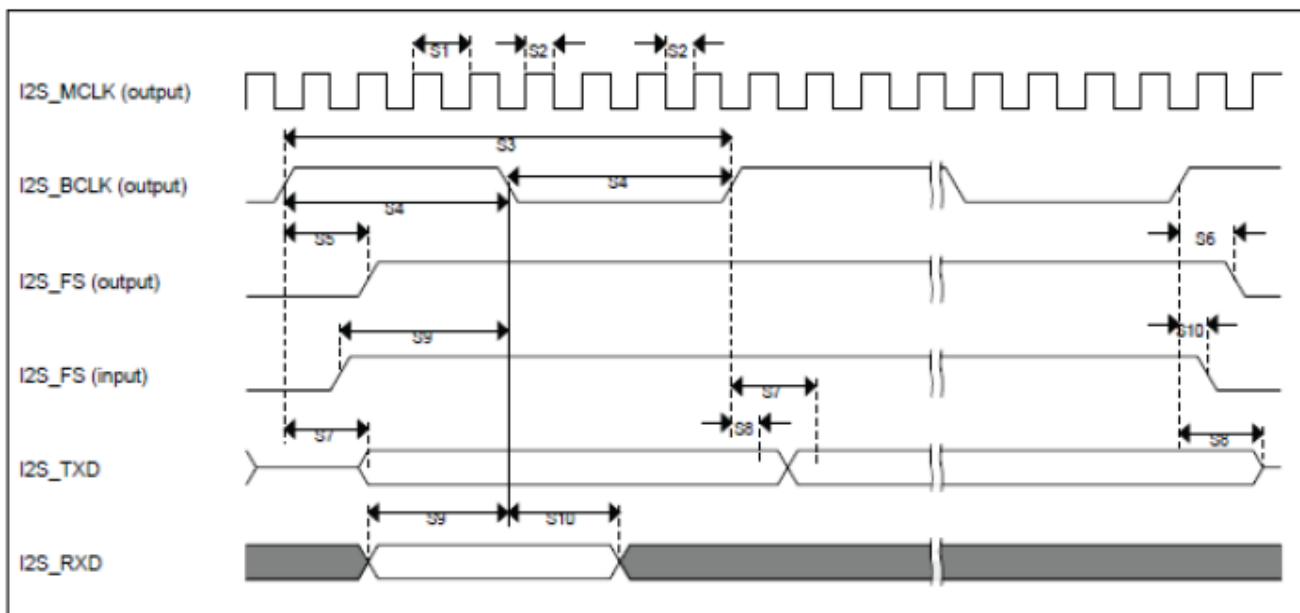 S1 S2 S2
I2S_MCLK (output)
S3
I2S_BCLK (output)
S4
S4
S5 S6
I2S_FS (output)
S9 S10
I2S_FS (input)
S7
S8
S7 S8
I2S_TXD
S9 S10
I2S_RXD